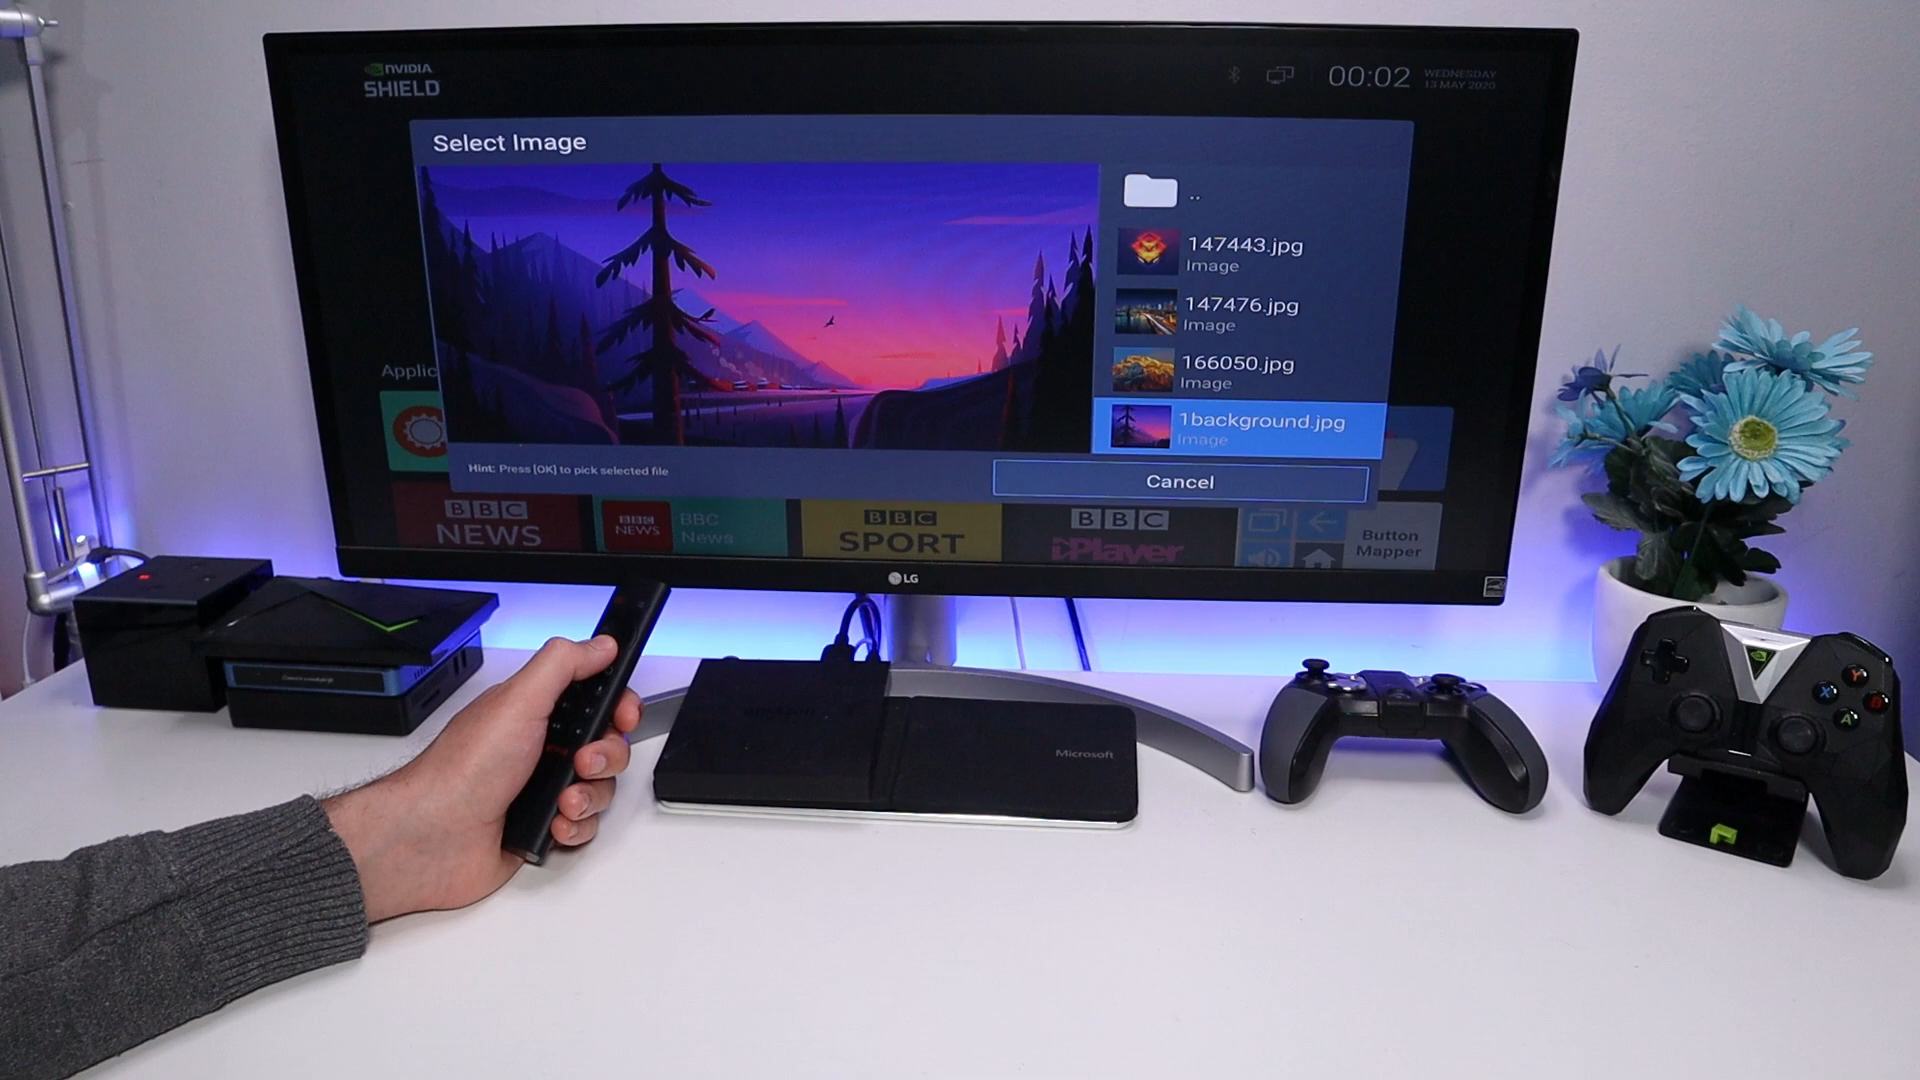 NVIDIA
SHIELD
00:02
WEDNESDAY
13 MAY 2020
Select Image
..
147443.jpg
Image
147476.jpg
Image
166050.jpg
Image
1background.jpg
Image
Hint: Press [OK] to pick selected file
Cancel
Applic
BBC
NEWS
BBC
NEWS
BBC
News
BBC
SPORT
BBC
iPlayer
Button
Mapper
LG
Microsoft
Y
X
B
A